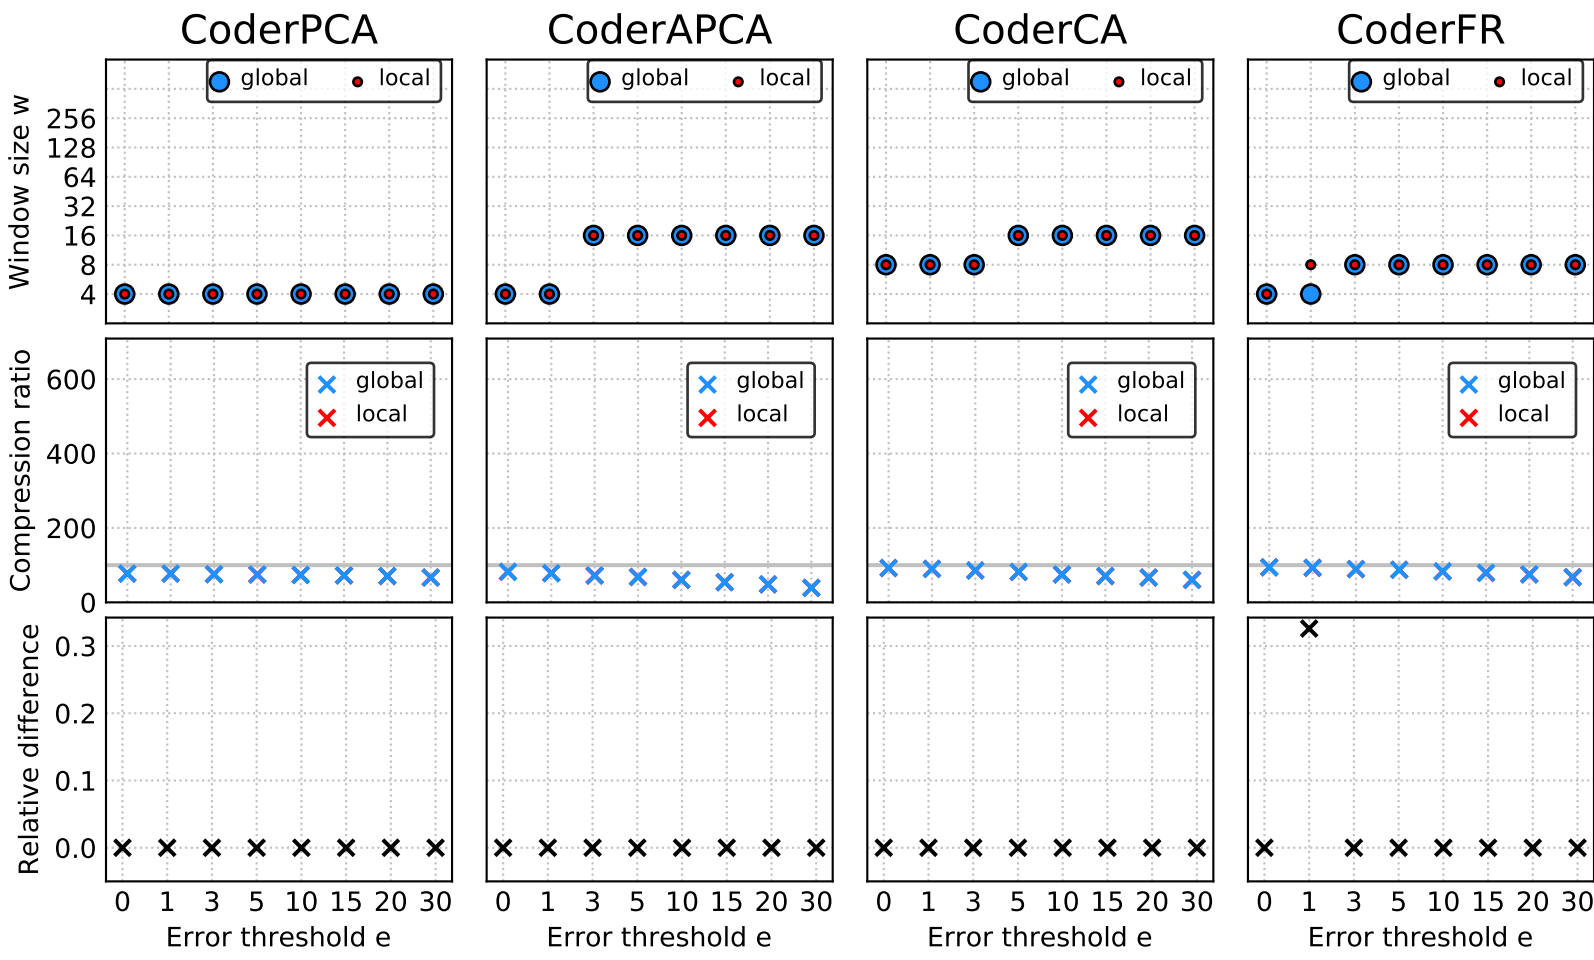 CoderPCA CoderAPCA CoderCA CoderFR
global local global local global local global local
Window size w
256
128
64
32
16
8
4
Compression ratio
600
400
200
0
global global global global
local local local local
Relative difference
0.3
0.2
0.1
0.0
0 1 3 5 10 15 20 30 0 1 3 5 10 15 20 30 0 1 3 5 10 15 20 30 0 1 3 5 10 15 20 30
Error threshold e Error threshold e Error threshold e Error threshold e